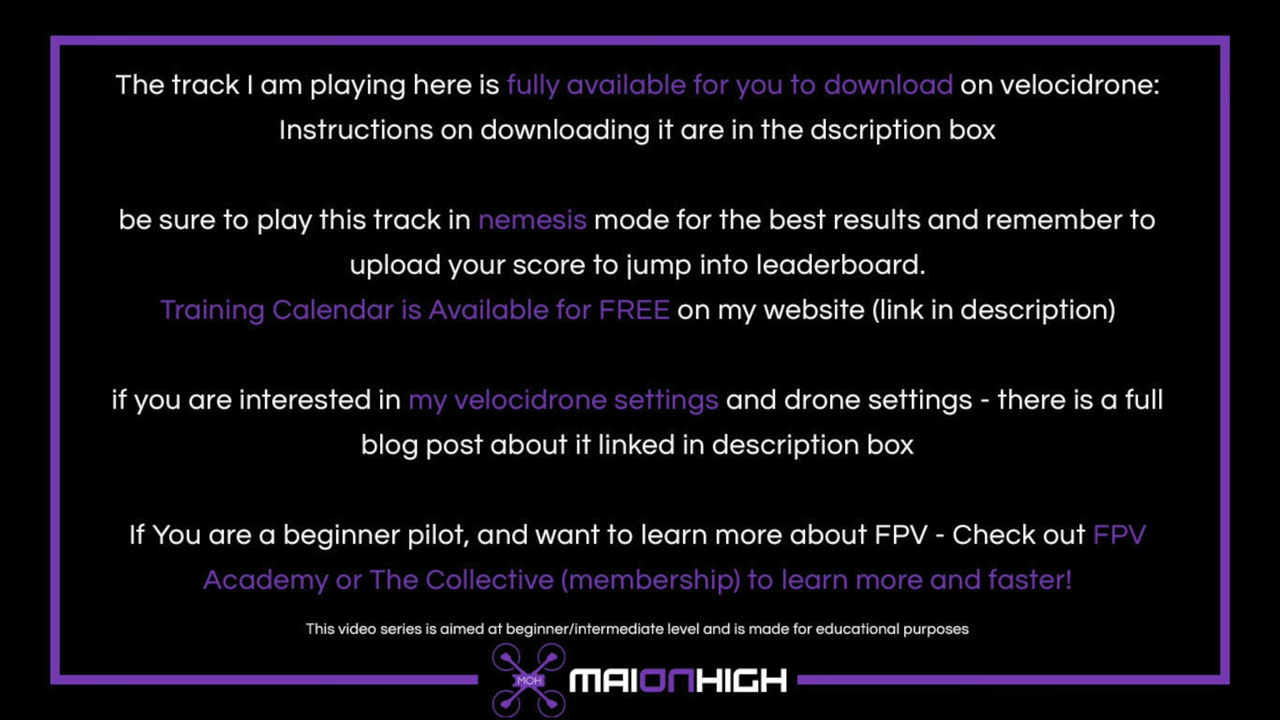 The track I am playing here is fully available for you to download on velocidrone:
Instructions on downloading it are in the dscription box
be sure to play this track in nemesis mode for the best results and remember to
upload your score to jump into leaderboard.
Training Calendar is Available for FREE on my website (link in description)
if you are interested in my velocidrone settings and drone settings - there is a full
blog post about it linked in description box
If You are a beginner pilot, and want to learn more about FPV - Check out FPV
Academy or The Collective (membership) to learn more and faster!
This video series is aimed at beginner/intermediate level and is made for educational purposes
MOH MAIONHIGH